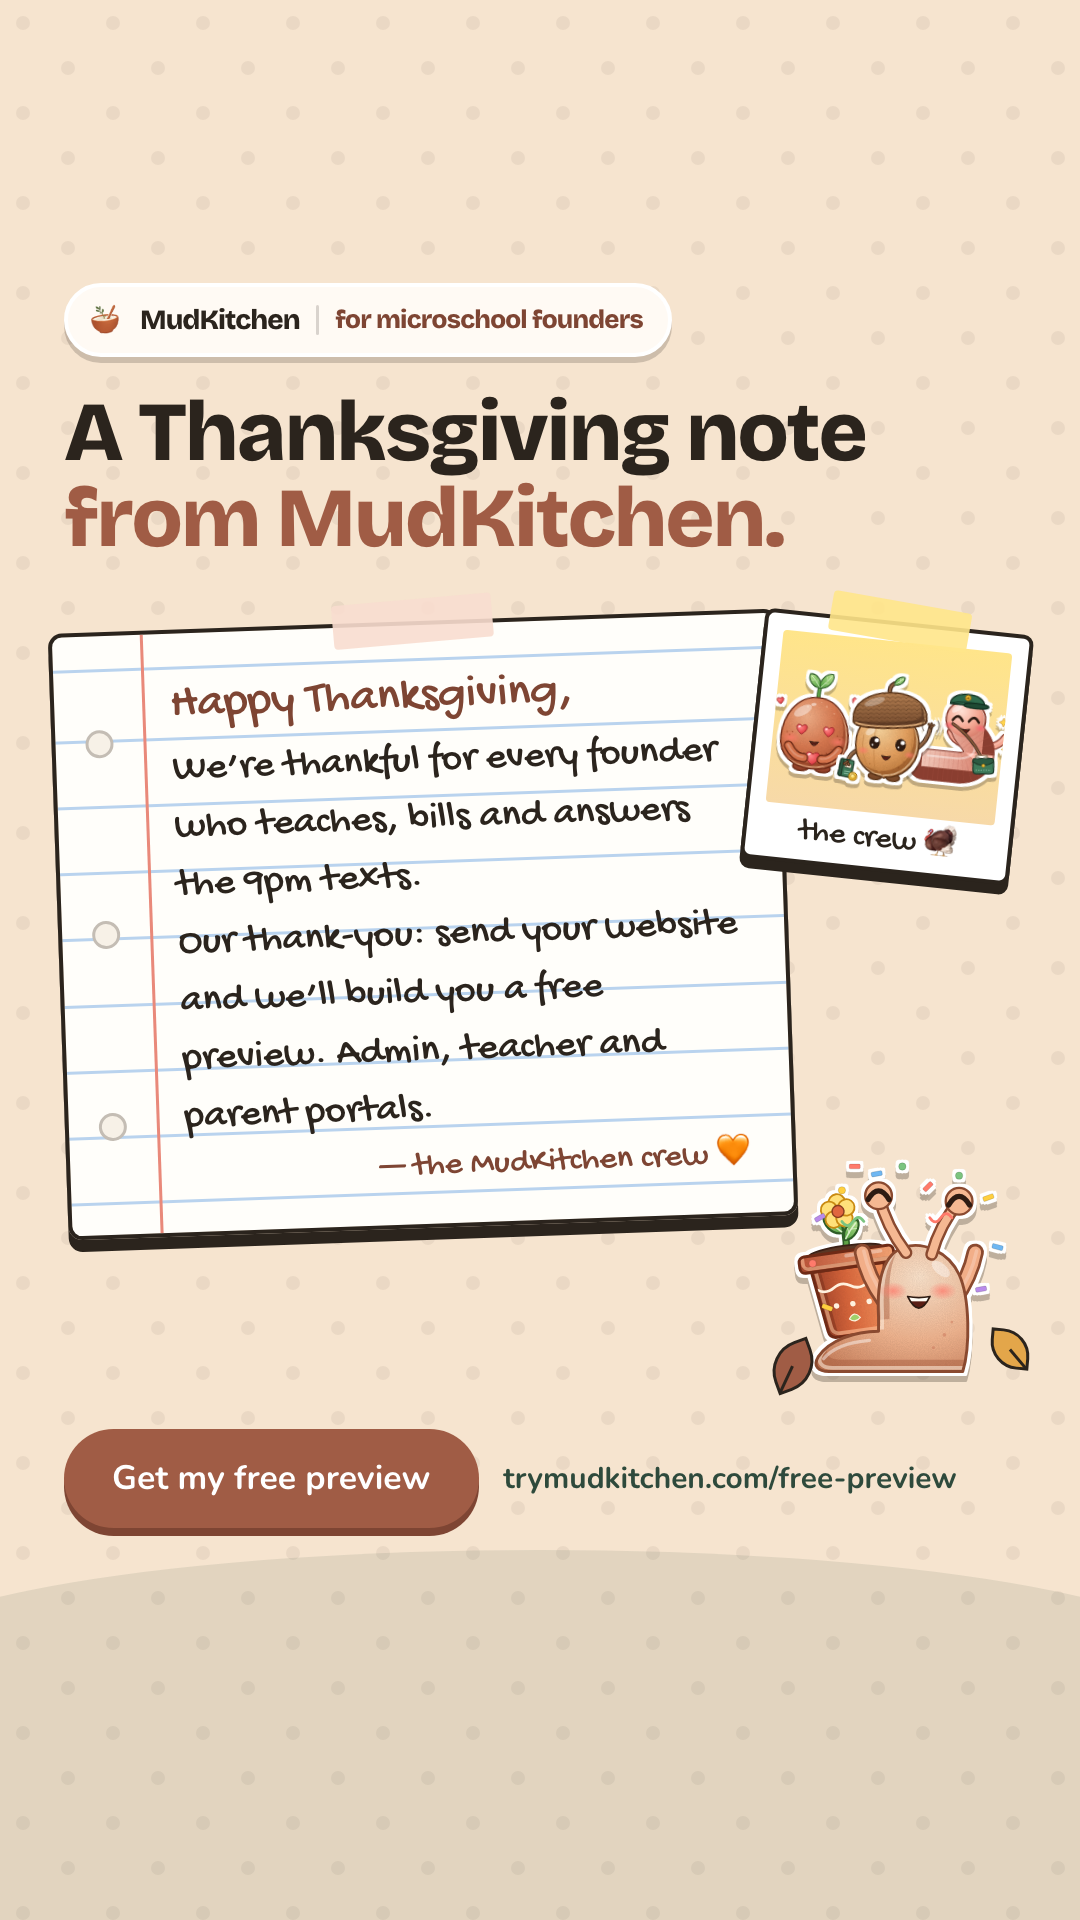 MudKitchen | for microschool founders
A Thanksgiving note
from MudKitchen.
Happy Thanksgiving,
We're thankful for every founder
who teaches, bills and answers
the 9pm texts.
Our thank-you: send your website
and we'll build you a free
preview. Admin, teacher and
parent portals.
— the MudKitchen crew 🧡
the crew 🦃
Get my free preview
trymudkitchen.com/free-preview